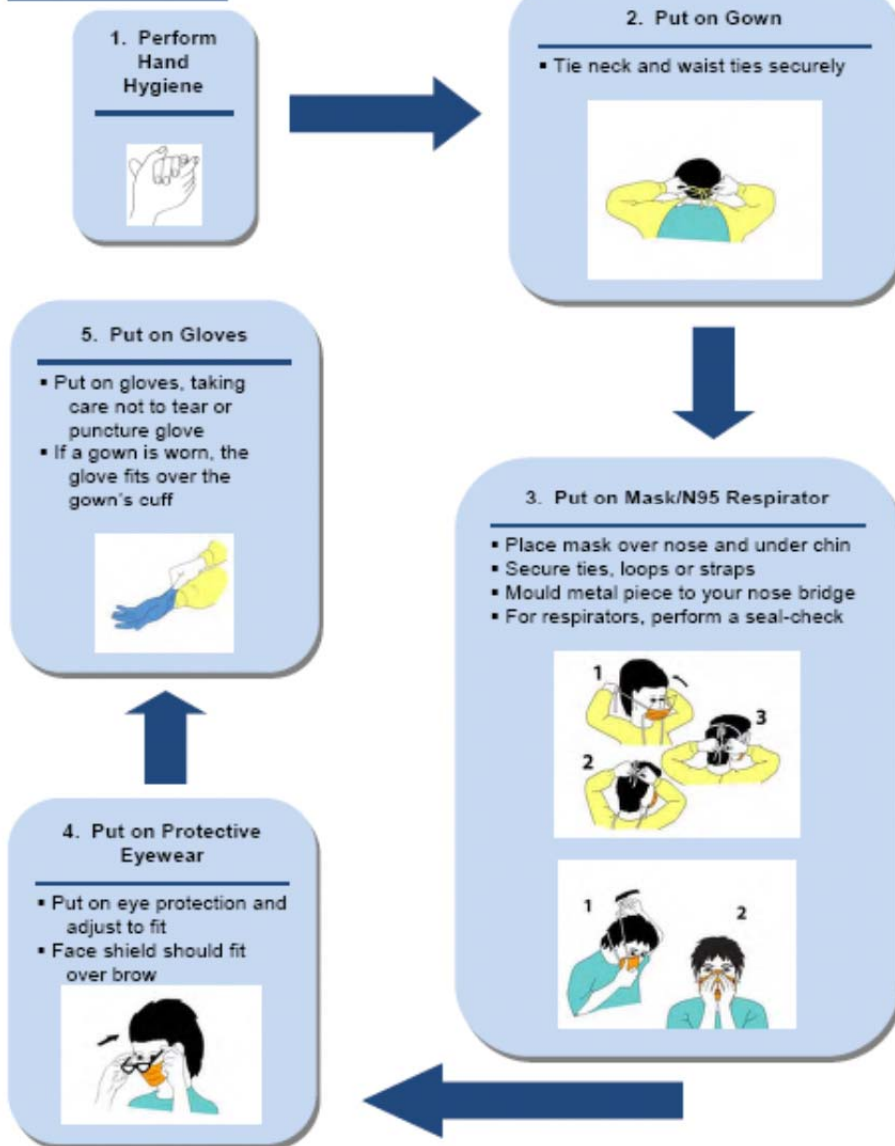 1. Perform
Hand
Hygiene
2. Put on Gown
▪ Tie neck and waist ties securely
3. Put on Mask/N95 Respirator
▪ Place mask over nose and under chin
▪ Secure ties, loops or straps
▪ Mould metal piece to your nose bridge
▪ For respirators, perform a seal-check
1
2
3
1
2
4. Put on Protective
Eyewear
▪ Put on eye protection and
adjust to fit
▪ Face shield should fit
over brow
5. Put on Gloves
▪ Put on gloves, taking
care not to tear or
puncture glove
▪ If a gown is worn, the
glove fits over the
gown's cuff